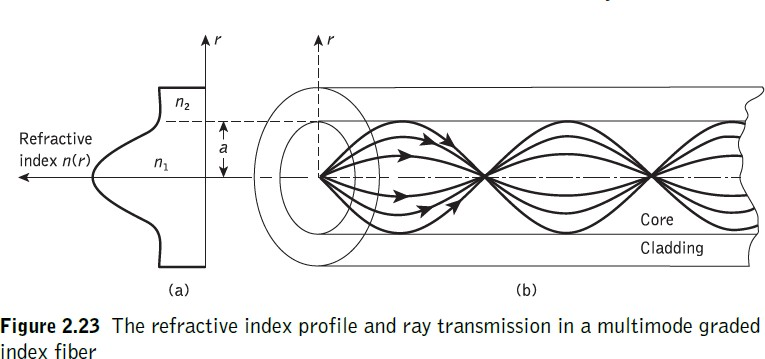 r
r
n2
Refractive
index n(r)
n1
a
Core
Cladding
(a)
(b)
Figure 2.23 The refractive index profile and ray transmission in a multimode graded
index fiber